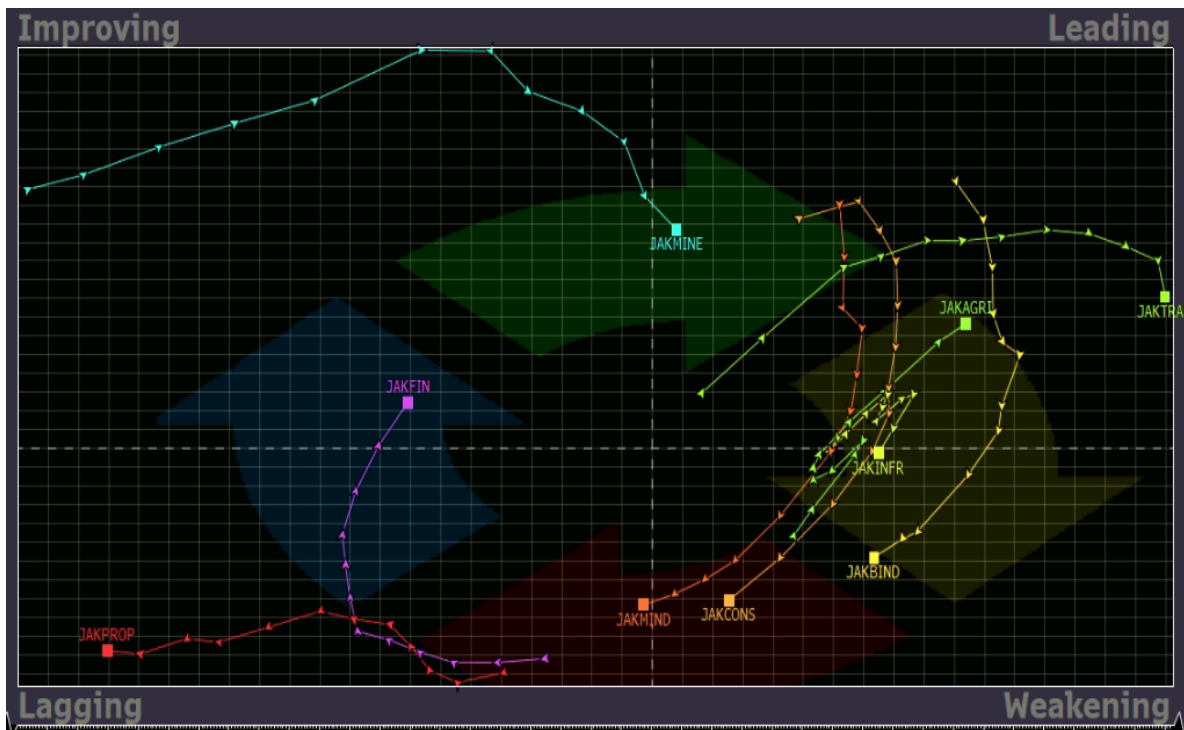 Improving
Leading
JAKMINE
JAKAGRI
JAKTRA
JAKFIN
JAKINFR
JAKBIND
JAKMIND
JAKCONS
JAKPROP
Lagging
Weakening